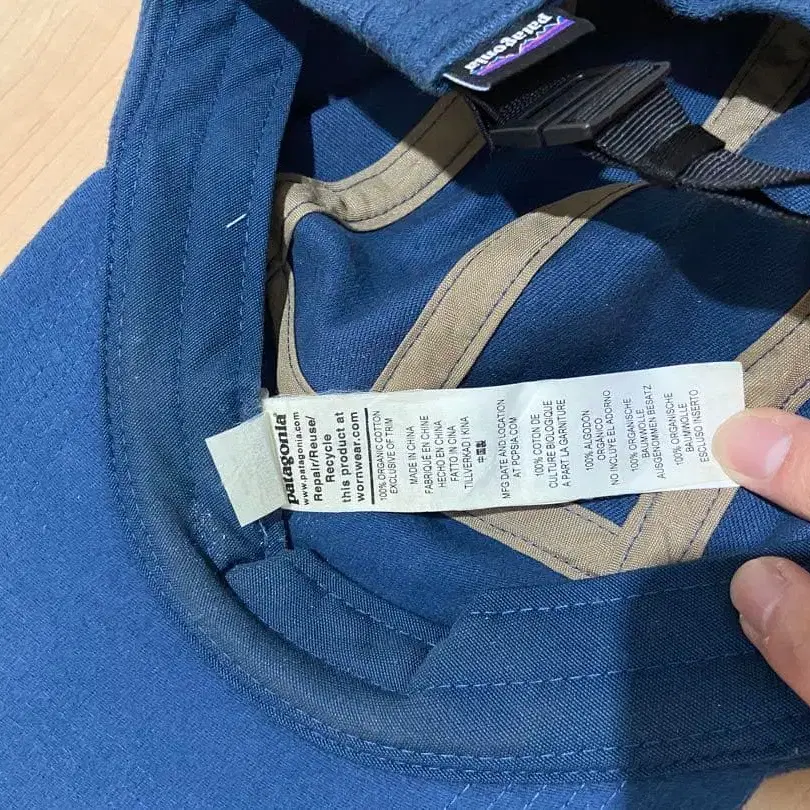 patagonia
patagonia
www.patagonia.com
Repair/Reuse/
Recycle
this product at
wornwear.com
100% ORGANIC COTTON
EXCLUSIVE OF TRIM
MADE IN CHINA
FABRIQUÉ EN CHINE
HECHO EN CHINA
FATTO IN CINA
TILLVERKAD I KINA
中国製
MFG DATE AND LOCATION
AT PCPSIA.COM
100% COTON DE
CULTURE BIOLOGIQUE
A PART LA GARNITURE
100% ALGODON
ORGÁNICO
NO INCLUYE EL ADORNO
100% ORGANISCHE
BAUMWOLLE
AUSGENOMMEN BESATZ
100% ORGANISCHE
BAUMWOLLE
ESCLUSO INSERTO